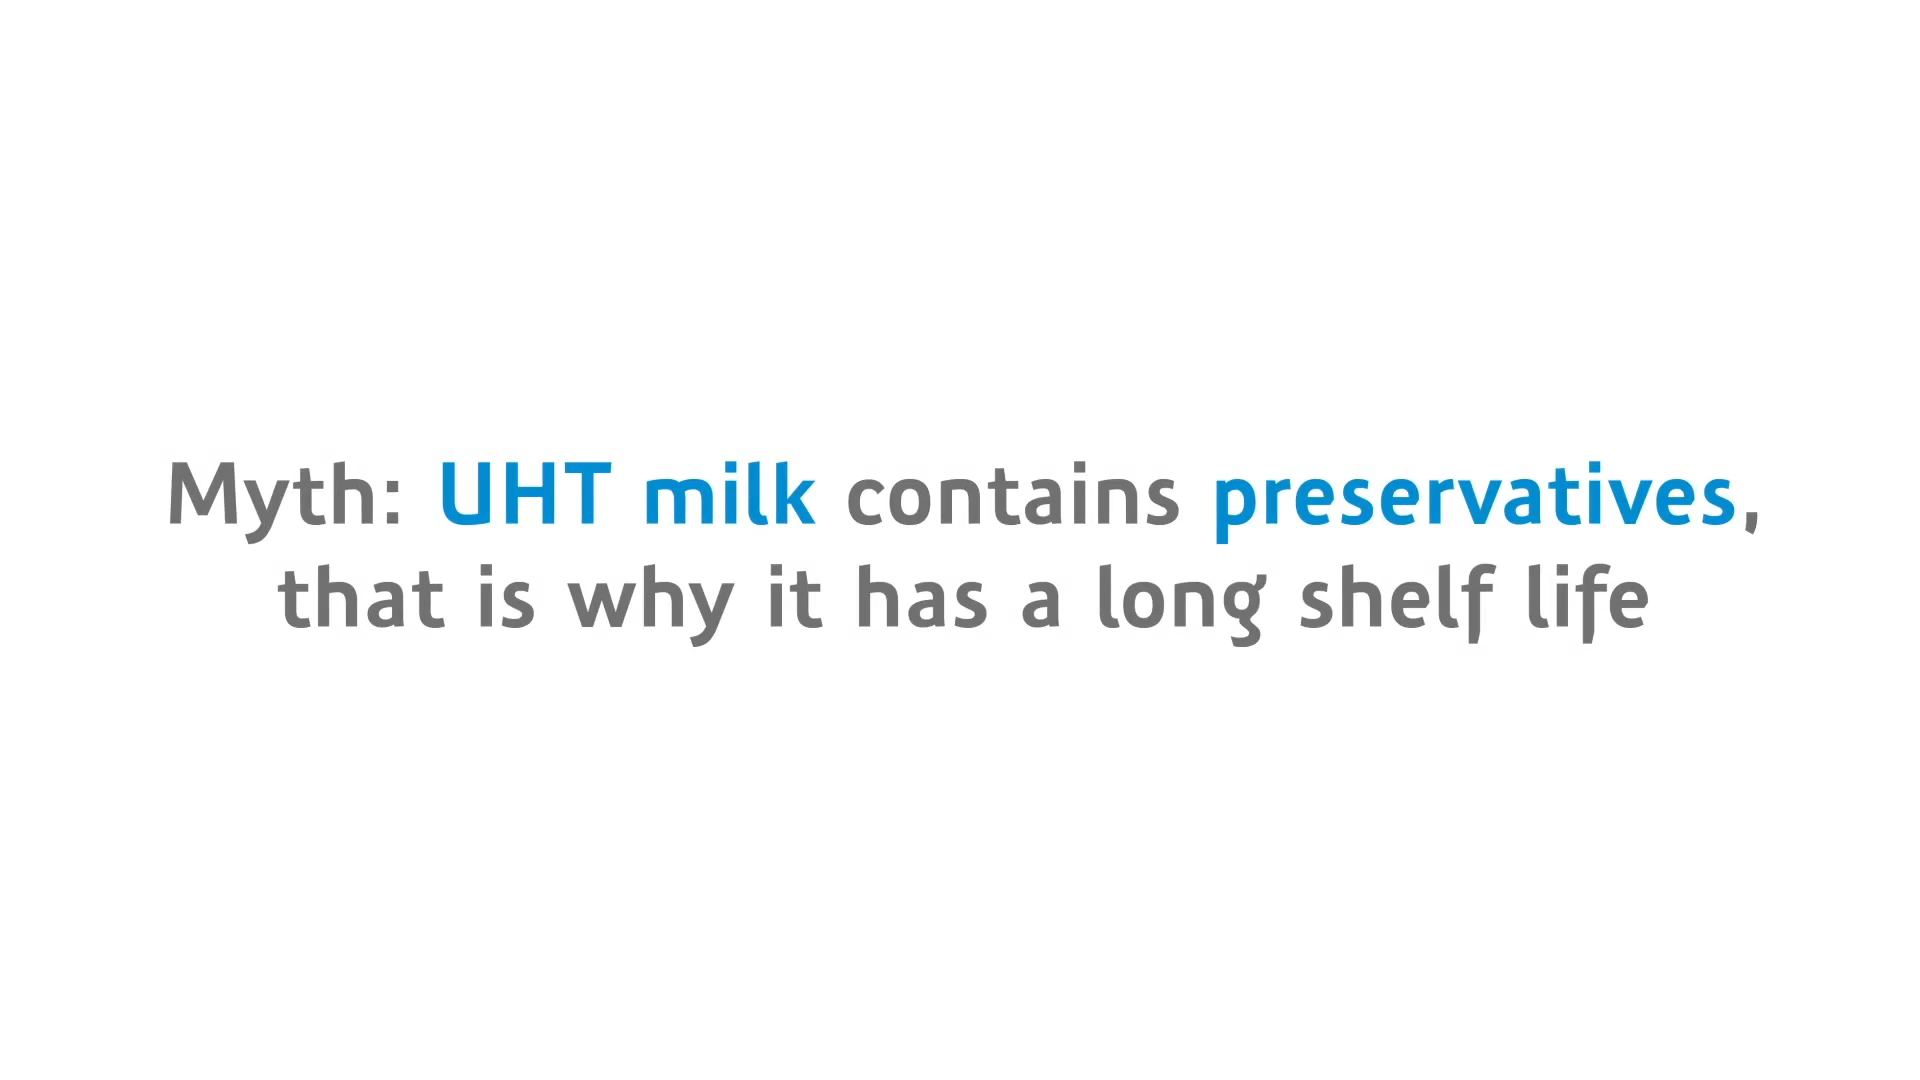 Myth: UHT milk contains preservatives,
that is why it has a long shelf life